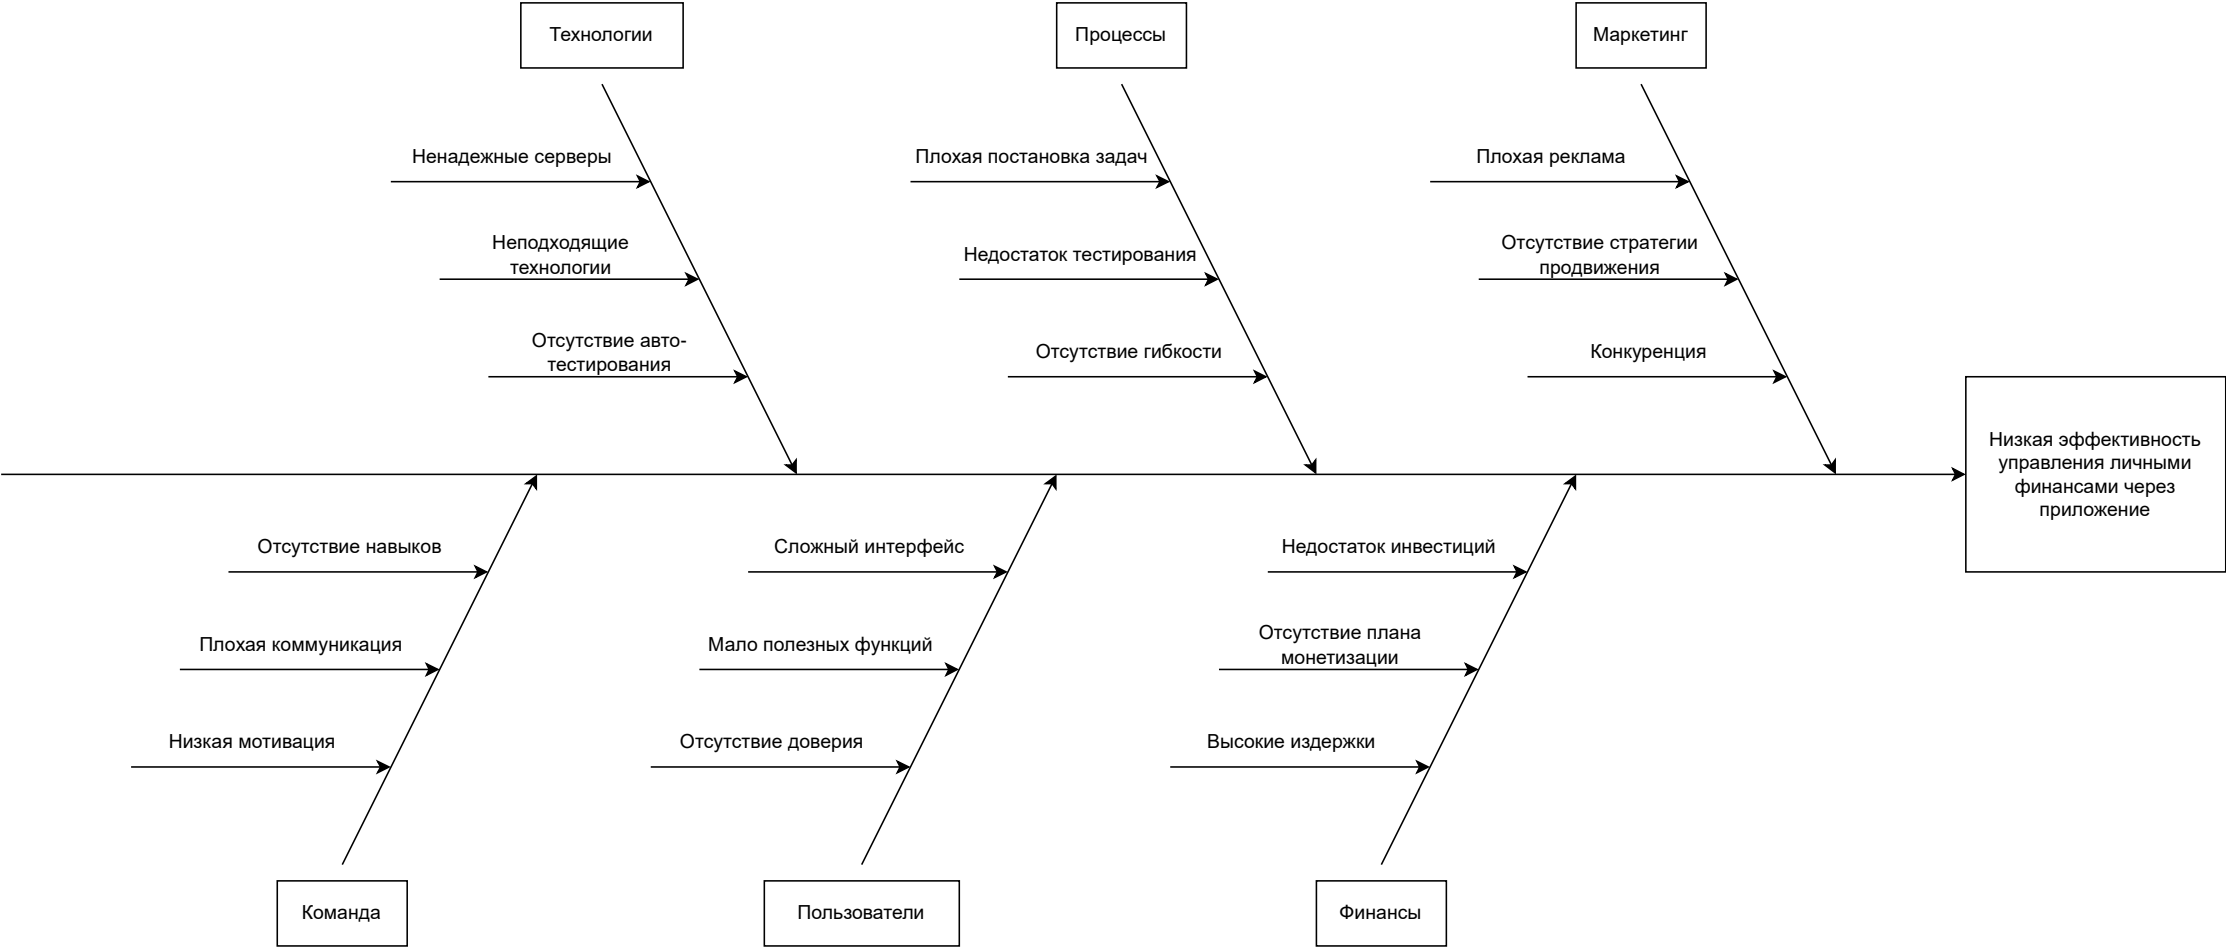 Технологии
Процессы
Маркетинг
Ненадежные серверы
Плохая постановка задач
Плохая реклама
Неподходящие
технологии
Недостаток тестирования
Отсутствие стратегии
продвижения
Отсутствие авто-
тестирования
Отсутствие гибкости
Конкуренция
Низкая эффективность
управления личными
финансами через
приложение
Отсутствие навыков
Сложный интерфейс
Недостаток инвестиций
Плохая коммуникация
Мало полезных функций
Отсутствие плана
монетизации
Низкая мотивация
Отсутствие доверия
Высокие издержки
Команда
Пользователи
Финансы